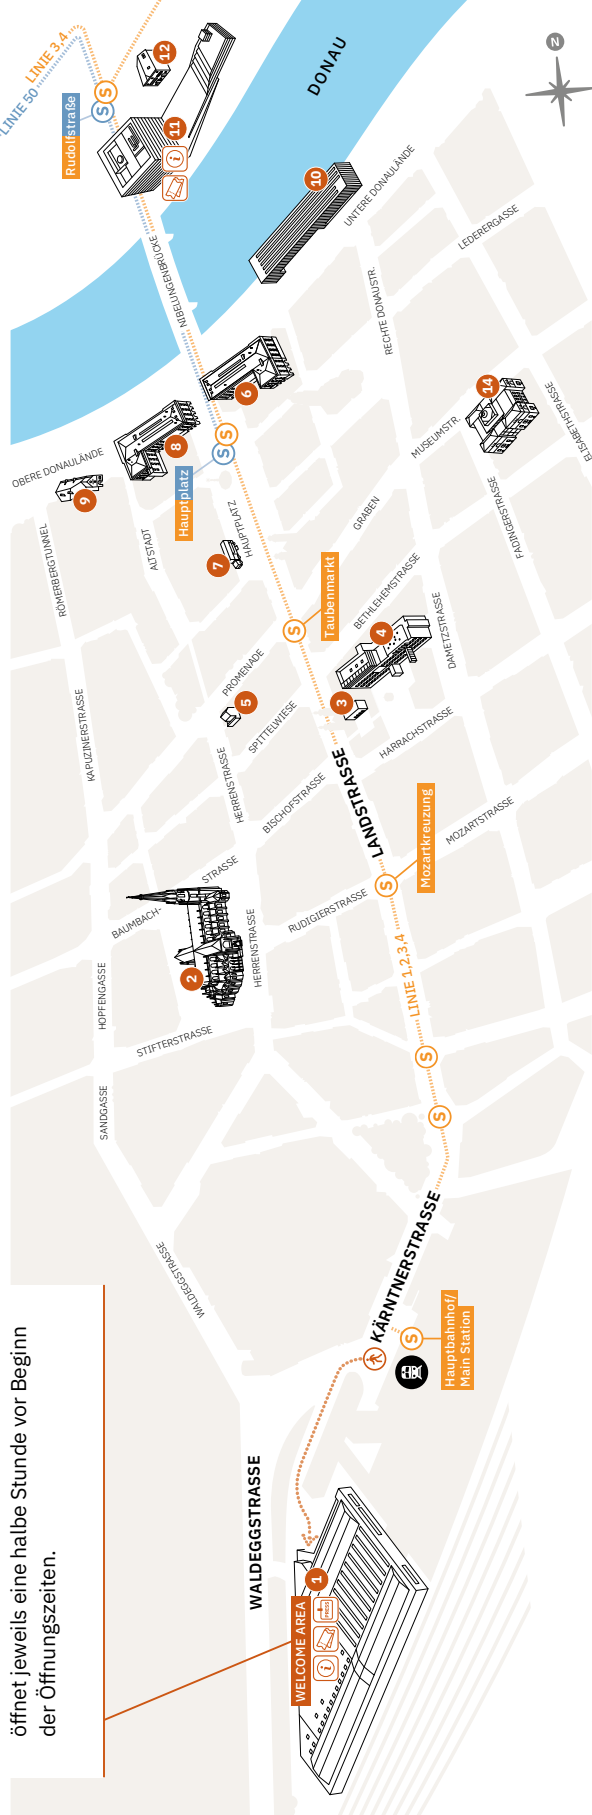 öffnet jeweils eine halbe Stunde vor Beginn
der Öffnungszeiten.
WALDEGGSTRASSE
WELCOME AREA
1
i
PRESS
Hauptbahnhof/
Main Station
S
KÄRNTNERSTRASSE
WALDEGGSTRASSE
SANDGASSE
HOPFENGASSE
STIFTERSTRASSE
S
S
LINIE 1,2,3,4
2
BAUMBACH-
STRASSE
HERRENSTRASSE
RUDIGIERSTRASSE
S
Mozartkreuzung
MOZARTSTRASSE
LANDSTRASSE
BISCHOFSTRASSE
HARRACHSTRASSE
HERRENSTRASSE
SPITTELWIESE
KAPUZINERSTRASSE
PROMENADE
5
3
4
DAMETZSTRASSE
BETHLEHEMSTRASSE
S
Taubenmarkt
RÖMERBERGTUNNEL
ALTSTADT
7
HAUPTPLATZ
GRABEN
FADINGERSTRASSE
OBERE DONAULÄNDE
9
8
Hauptplatz
S
S
6
MUSEUMSTR.
14
ELISABETHSTRASSE
NIBELUNGENBRÜCKE
RECHTE DONAUSTR.
LEDERERGASSE
UNTERE DONAULÄNDE
10
DONAU
11
i
12
Rudolfstraße
S
S
LINIE 50
LINIE 3,4
N